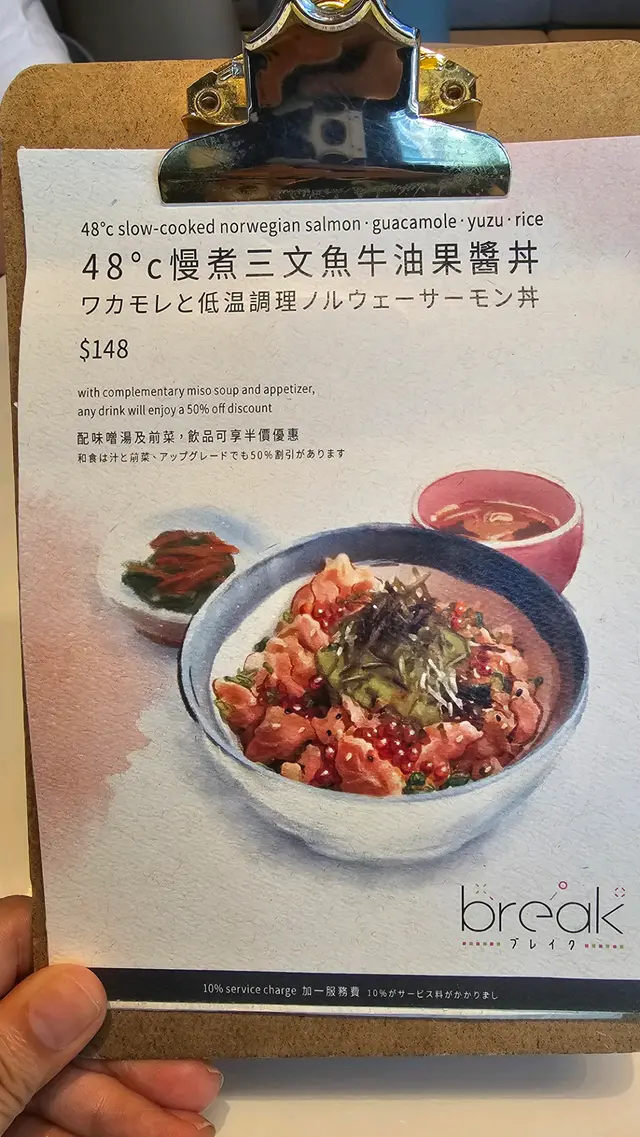 48°c slow-cooked norwegian salmon · guacamole · yuzu · rice
48°c慢煮三文魚牛油果醬丼
ワカモレと低温調理ノルウェーサーモン丼
$148
with complementary miso soup and appetizer,
any drink will enjoy a 50% off discount
配味噌湯及前菜，飲品可享半價優惠
和食は汁と前菜、アップグレードでも50%割引があります
break
ブレイク
10% service charge 加一服務費 10%がサービス料がかかりまし